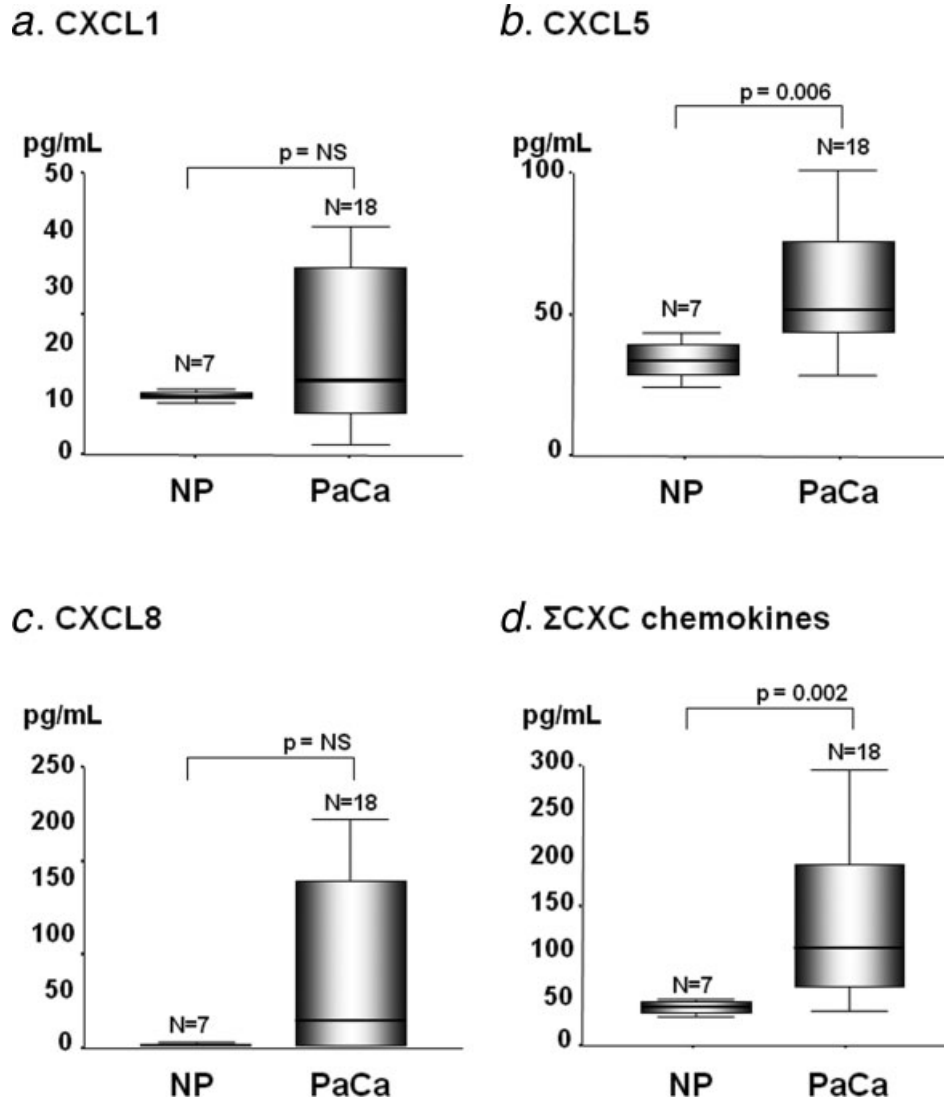 a. CXCL1
pg/mL
p = NS
50
40
30
20
10
0
N=18
N=7
NP
PaCa
b. CXCL5
p = 0.006
pg/mL
N=18
100
50
0
N=7
NP
PaCa
c. CXCL8
pg/mL
p = NS
250
200
150
100
50
0
N=18
N=7
NP
PaCa
d. ΣCXC chemokines
p = 0.002
pg/mL
N=18
300
250
200
150
100
50
0
N=7
NP
PaCa